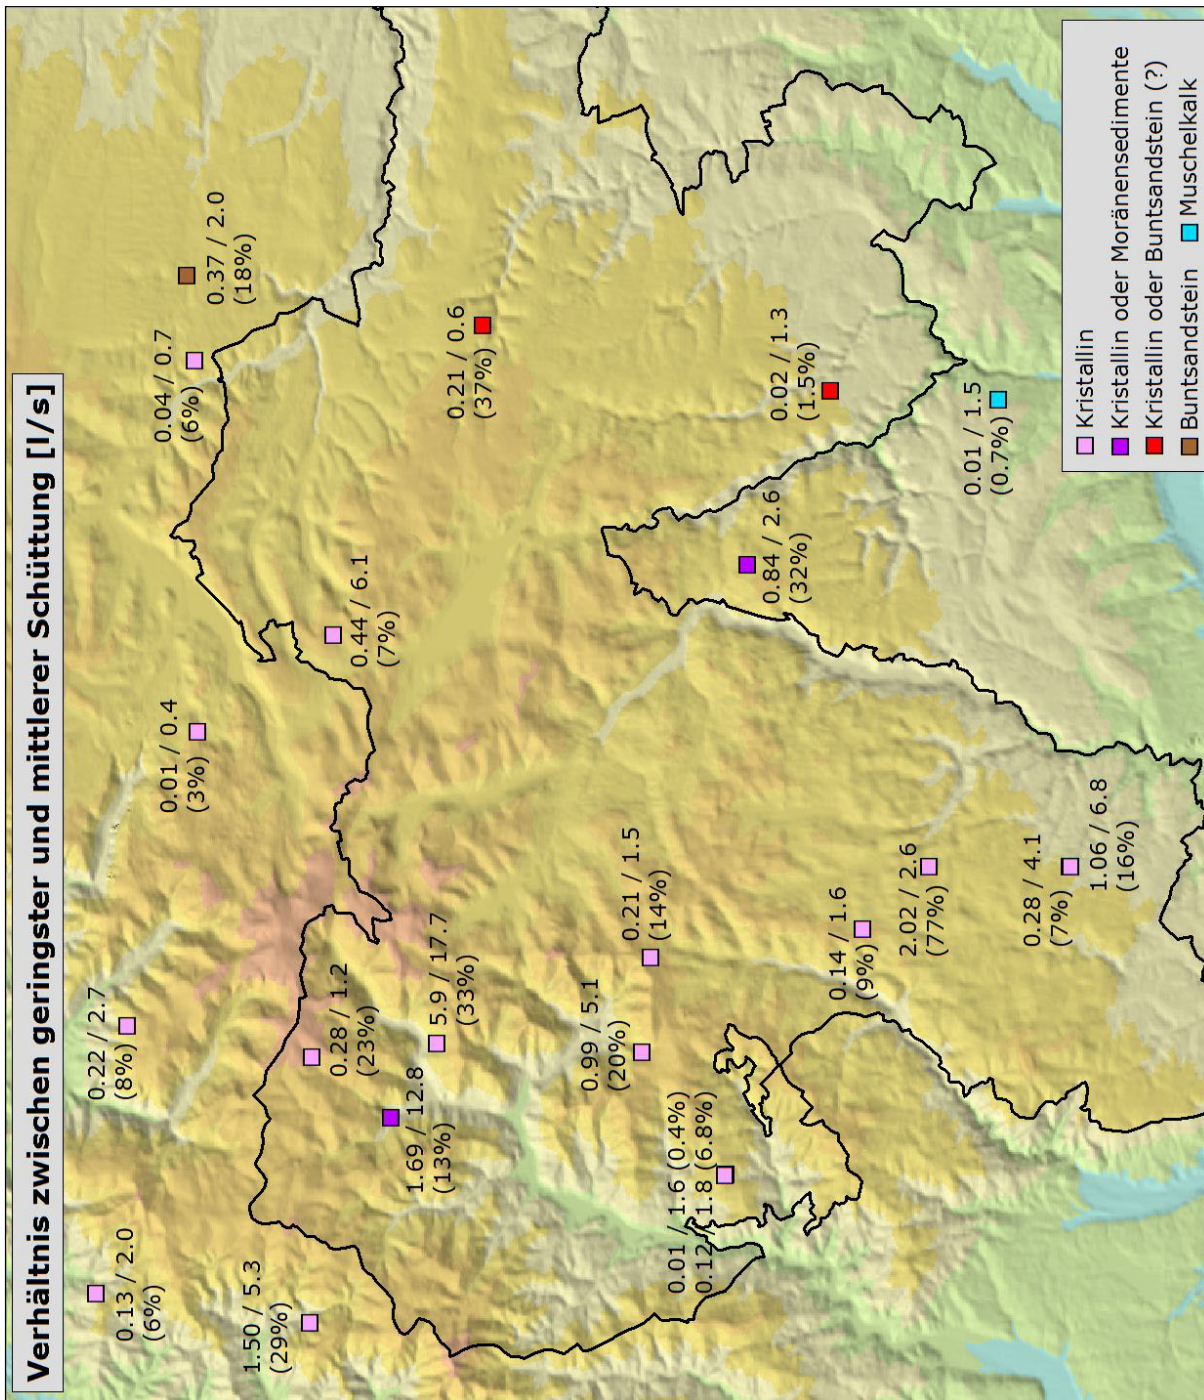 Verhältnis zwischen geringster und mittlerer Schüttung [l/s]
0.22 / 2.7
(8%)
0.13 / 2.0
(6%)
0.01 / 0.4
(3%)
0.04 / 0.7
(6%)
0.37 / 2.0
(18%)
1.50 / 5.3
(29%)
0.28 / 1.2
(23%)
0.44 / 6.1
(7%)
1.69 / 12.8
(13%)
5.9 / 17.7
(33%)
0.21 / 0.6
(37%)
0.99 / 5.1
(20%)
0.21 / 1.5
(14%)
0.01 / 1.6 (0.4%)
0.12 / 1.8 (6.8%)
0.84 / 2.6
(32%)
0.02 / 1.3
(1.5%)
0.14 / 1.6
(9%)
2.02 / 2.6
(77%)
0.01 / 1.5
(0.7%)
0.28 / 4.1
(7%)
1.06 / 6.8
(16%)
Kristallin
Kristallin oder Moränensedimente
Kristallin oder Buntsandstein (?)
Buntsandstein Muschelkalk